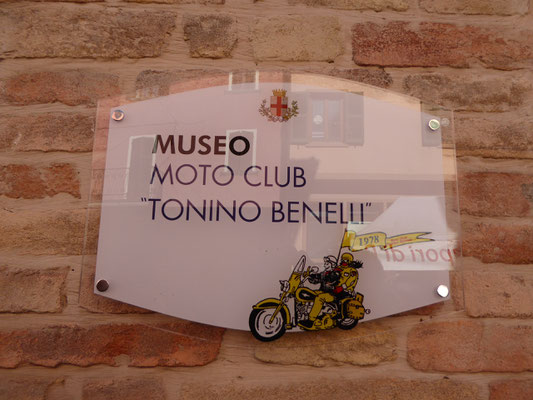 MUSEO
MOTO CLUB
"TONINO BENELLI"
1978